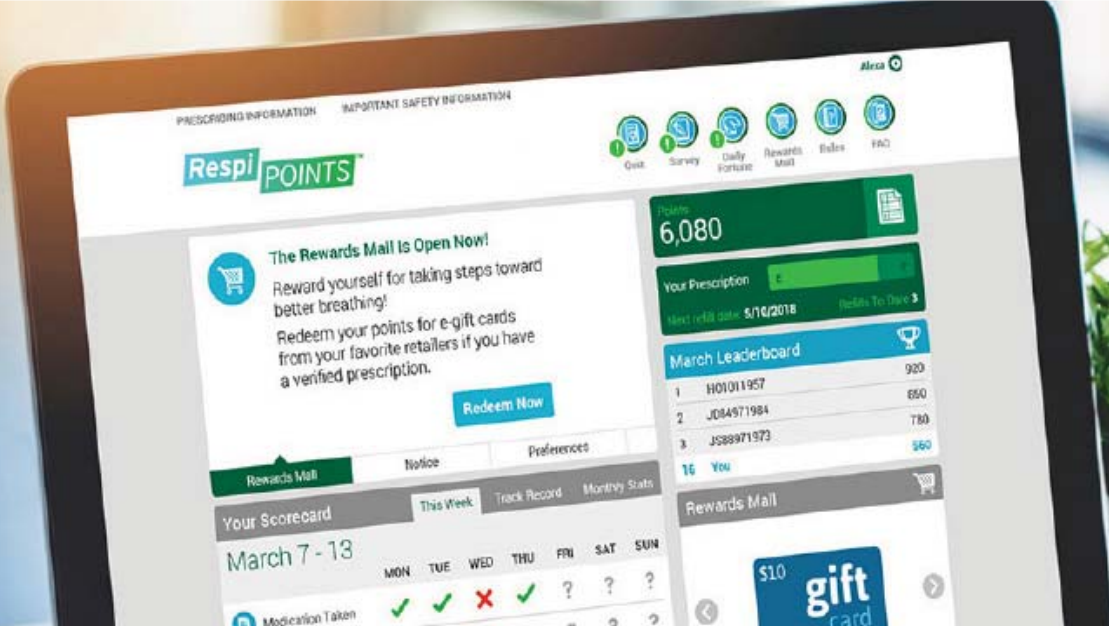 Alexa
PRESCRIBING INFORMATION IMPORTANT SAFETY INFORMATION
Respi POINTS™
Quiz Survey Daily Fortune Rewards Mall Rules FAQ
The Rewards Mall Is Open Now!
Reward yourself for taking steps toward
better breathing!
Redeem your points for e-gift cards
from your favorite retailers if you have
a verified prescription.
Redeem Now
Rewards Mall Notice Preferences
Points
6,080
Your Prescription
Next refill date: 5/10/2018 Refills To Date 3
March Leaderboard
1 HO1011957 920
2 JD84971984 850
3 JS88971973 780
16 You 560
Your Scorecard This Week Track Record Monthly Stats
March 7 - 13
MON TUE WED THU FRI SAT SUN
Medication Taken ✓ ✓ ✗ ✓ ? ? ?
? ?
Rewards Mall
$10 gift
card